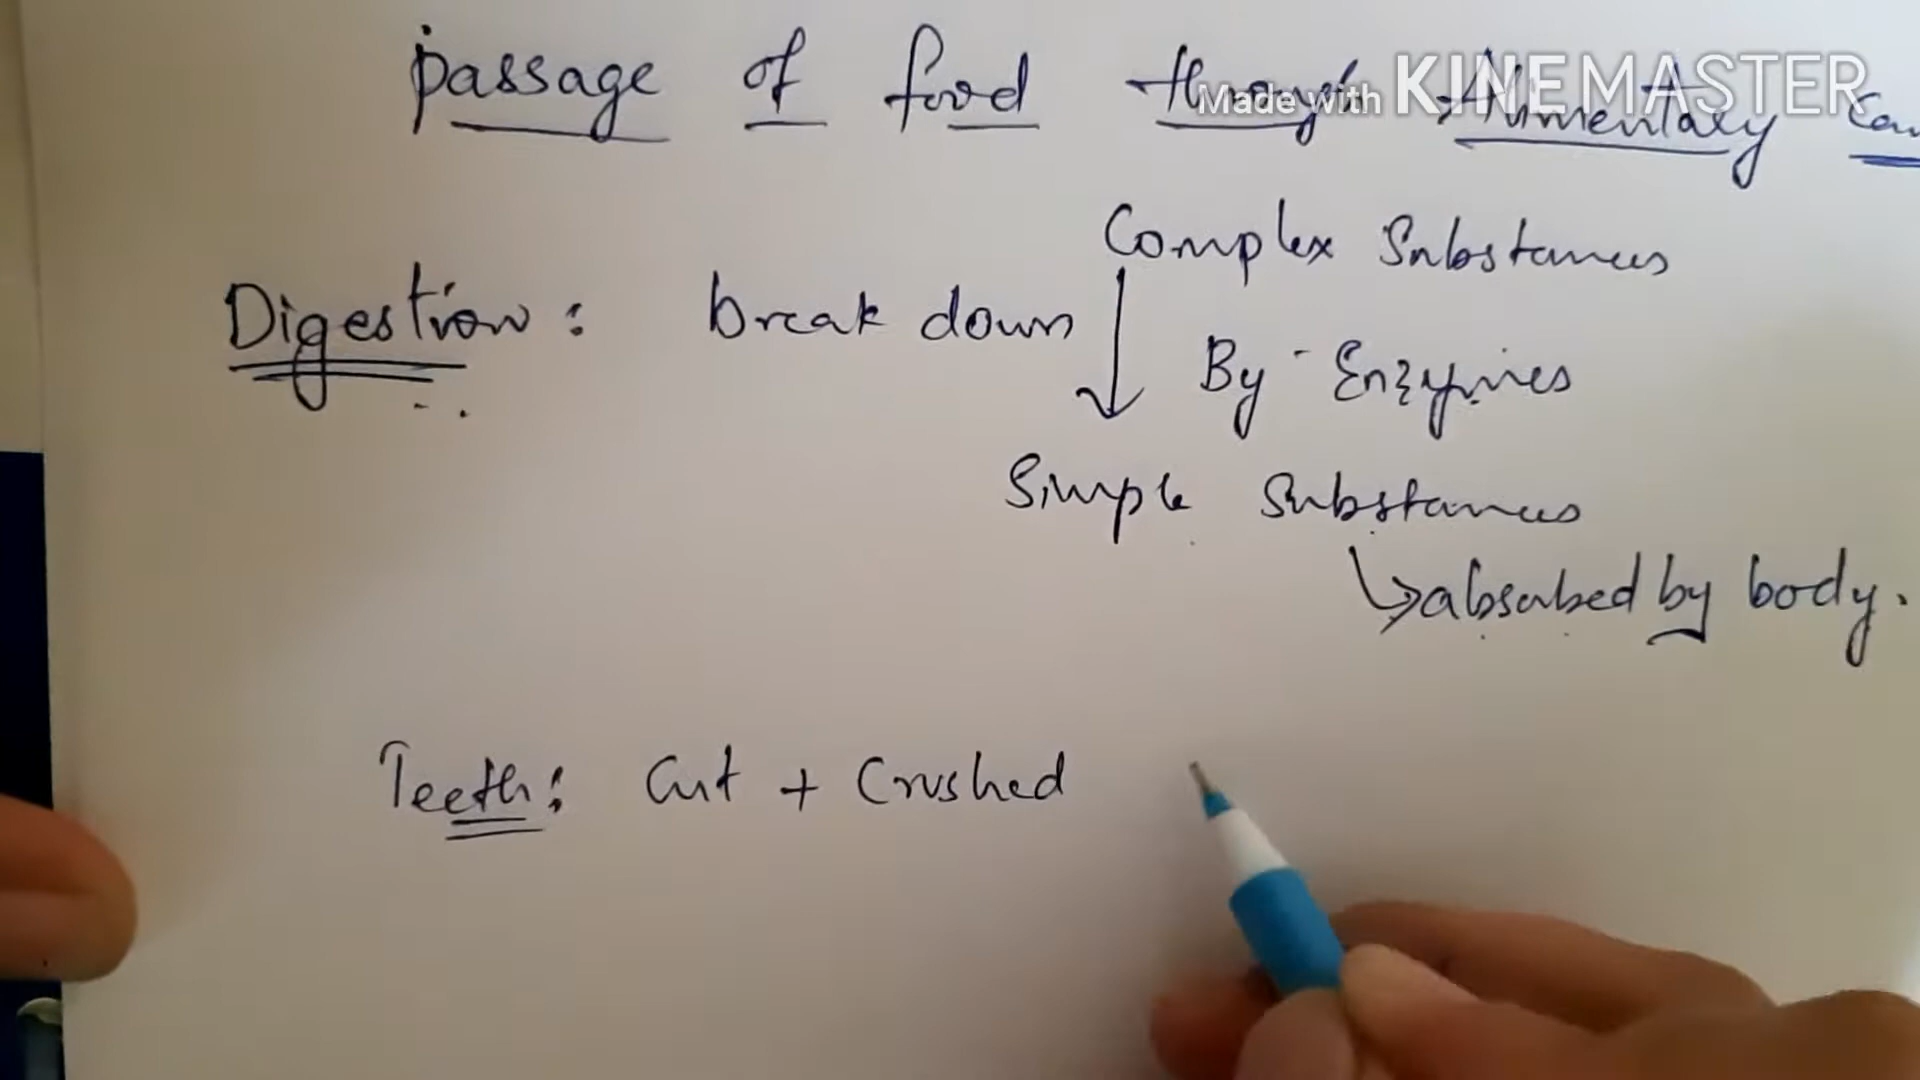 Passage of food through Alimentary
Made with KINEMASTER
Complex Substances
Digestion : break down
By Enzymes
Simple Substances
absorbed by body.
Teeth : Cut + Crushed